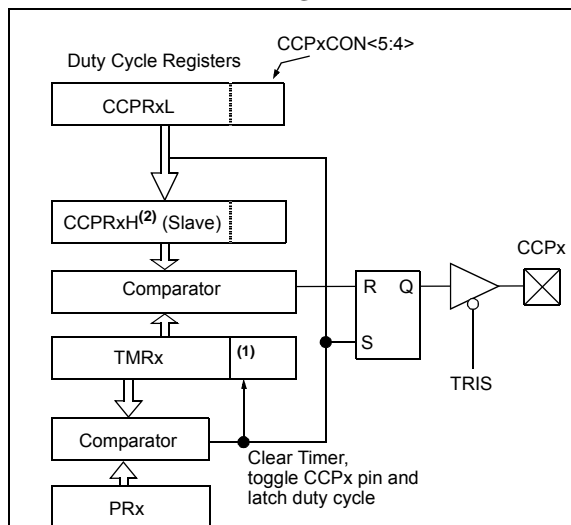 CCPxCON<5:4>
Duty Cycle Registers
CCPRxL
CCPRxH(2) (Slave)
CCPx
Comparator
R Q
TMRx
(1)
S
TRIS
Comparator
Clear Timer,
toggle CCPx pin and
latch duty cycle
PRx